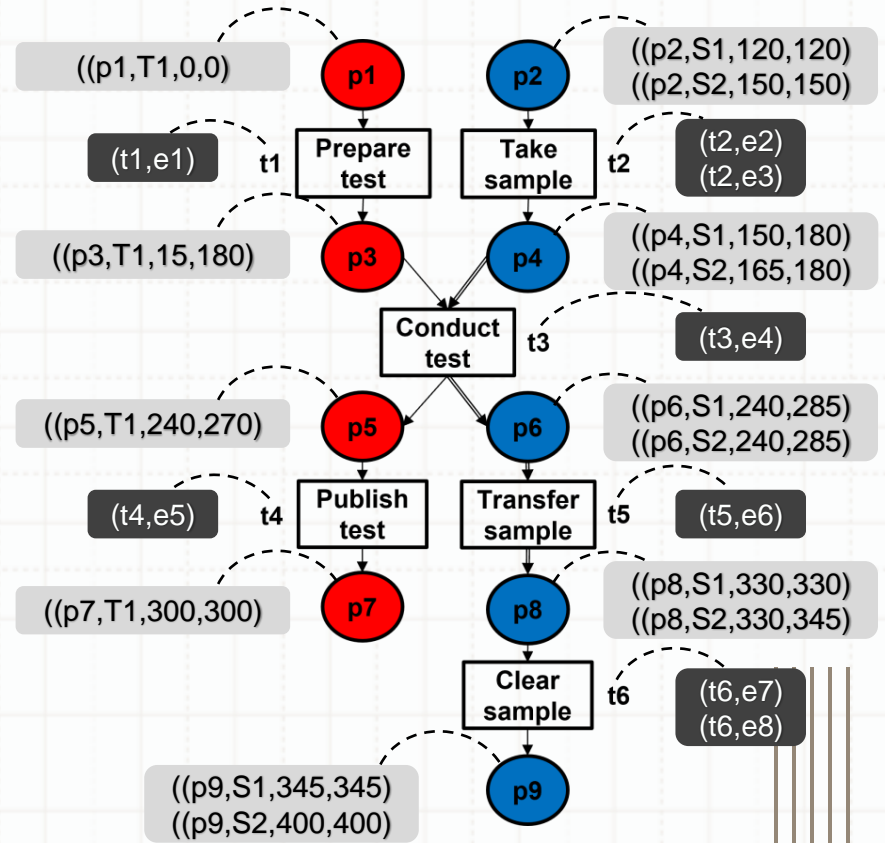 ((p1,T1,0,0)
p1
p2
((p2,S1,120,120)
((p2,S2,150,150)
(t1,e1)
t1
Prepare
test
Take
sample
t2
(t2,e2)
(t2,e3)
((p3,T1,15,180)
p3
p4
((p4,S1,150,180)
((p4,S2,165,180)
Conduct
test
t3
(t3,e4)
((p5,T1,240,270)
p5
p6
((p6,S1,240,285)
((p6,S2,240,285)
(t4,e5)
t4
Publish
test
Transfer
sample
t5
(t5,e6)
((p7,T1,300,300)
p7
p8
((p8,S1,330,330)
((p8,S2,330,345)
Clear
sample
t6
(t6,e7)
(t6,e8)
((p9,S1,345,345)
((p9,S2,400,400)
p9